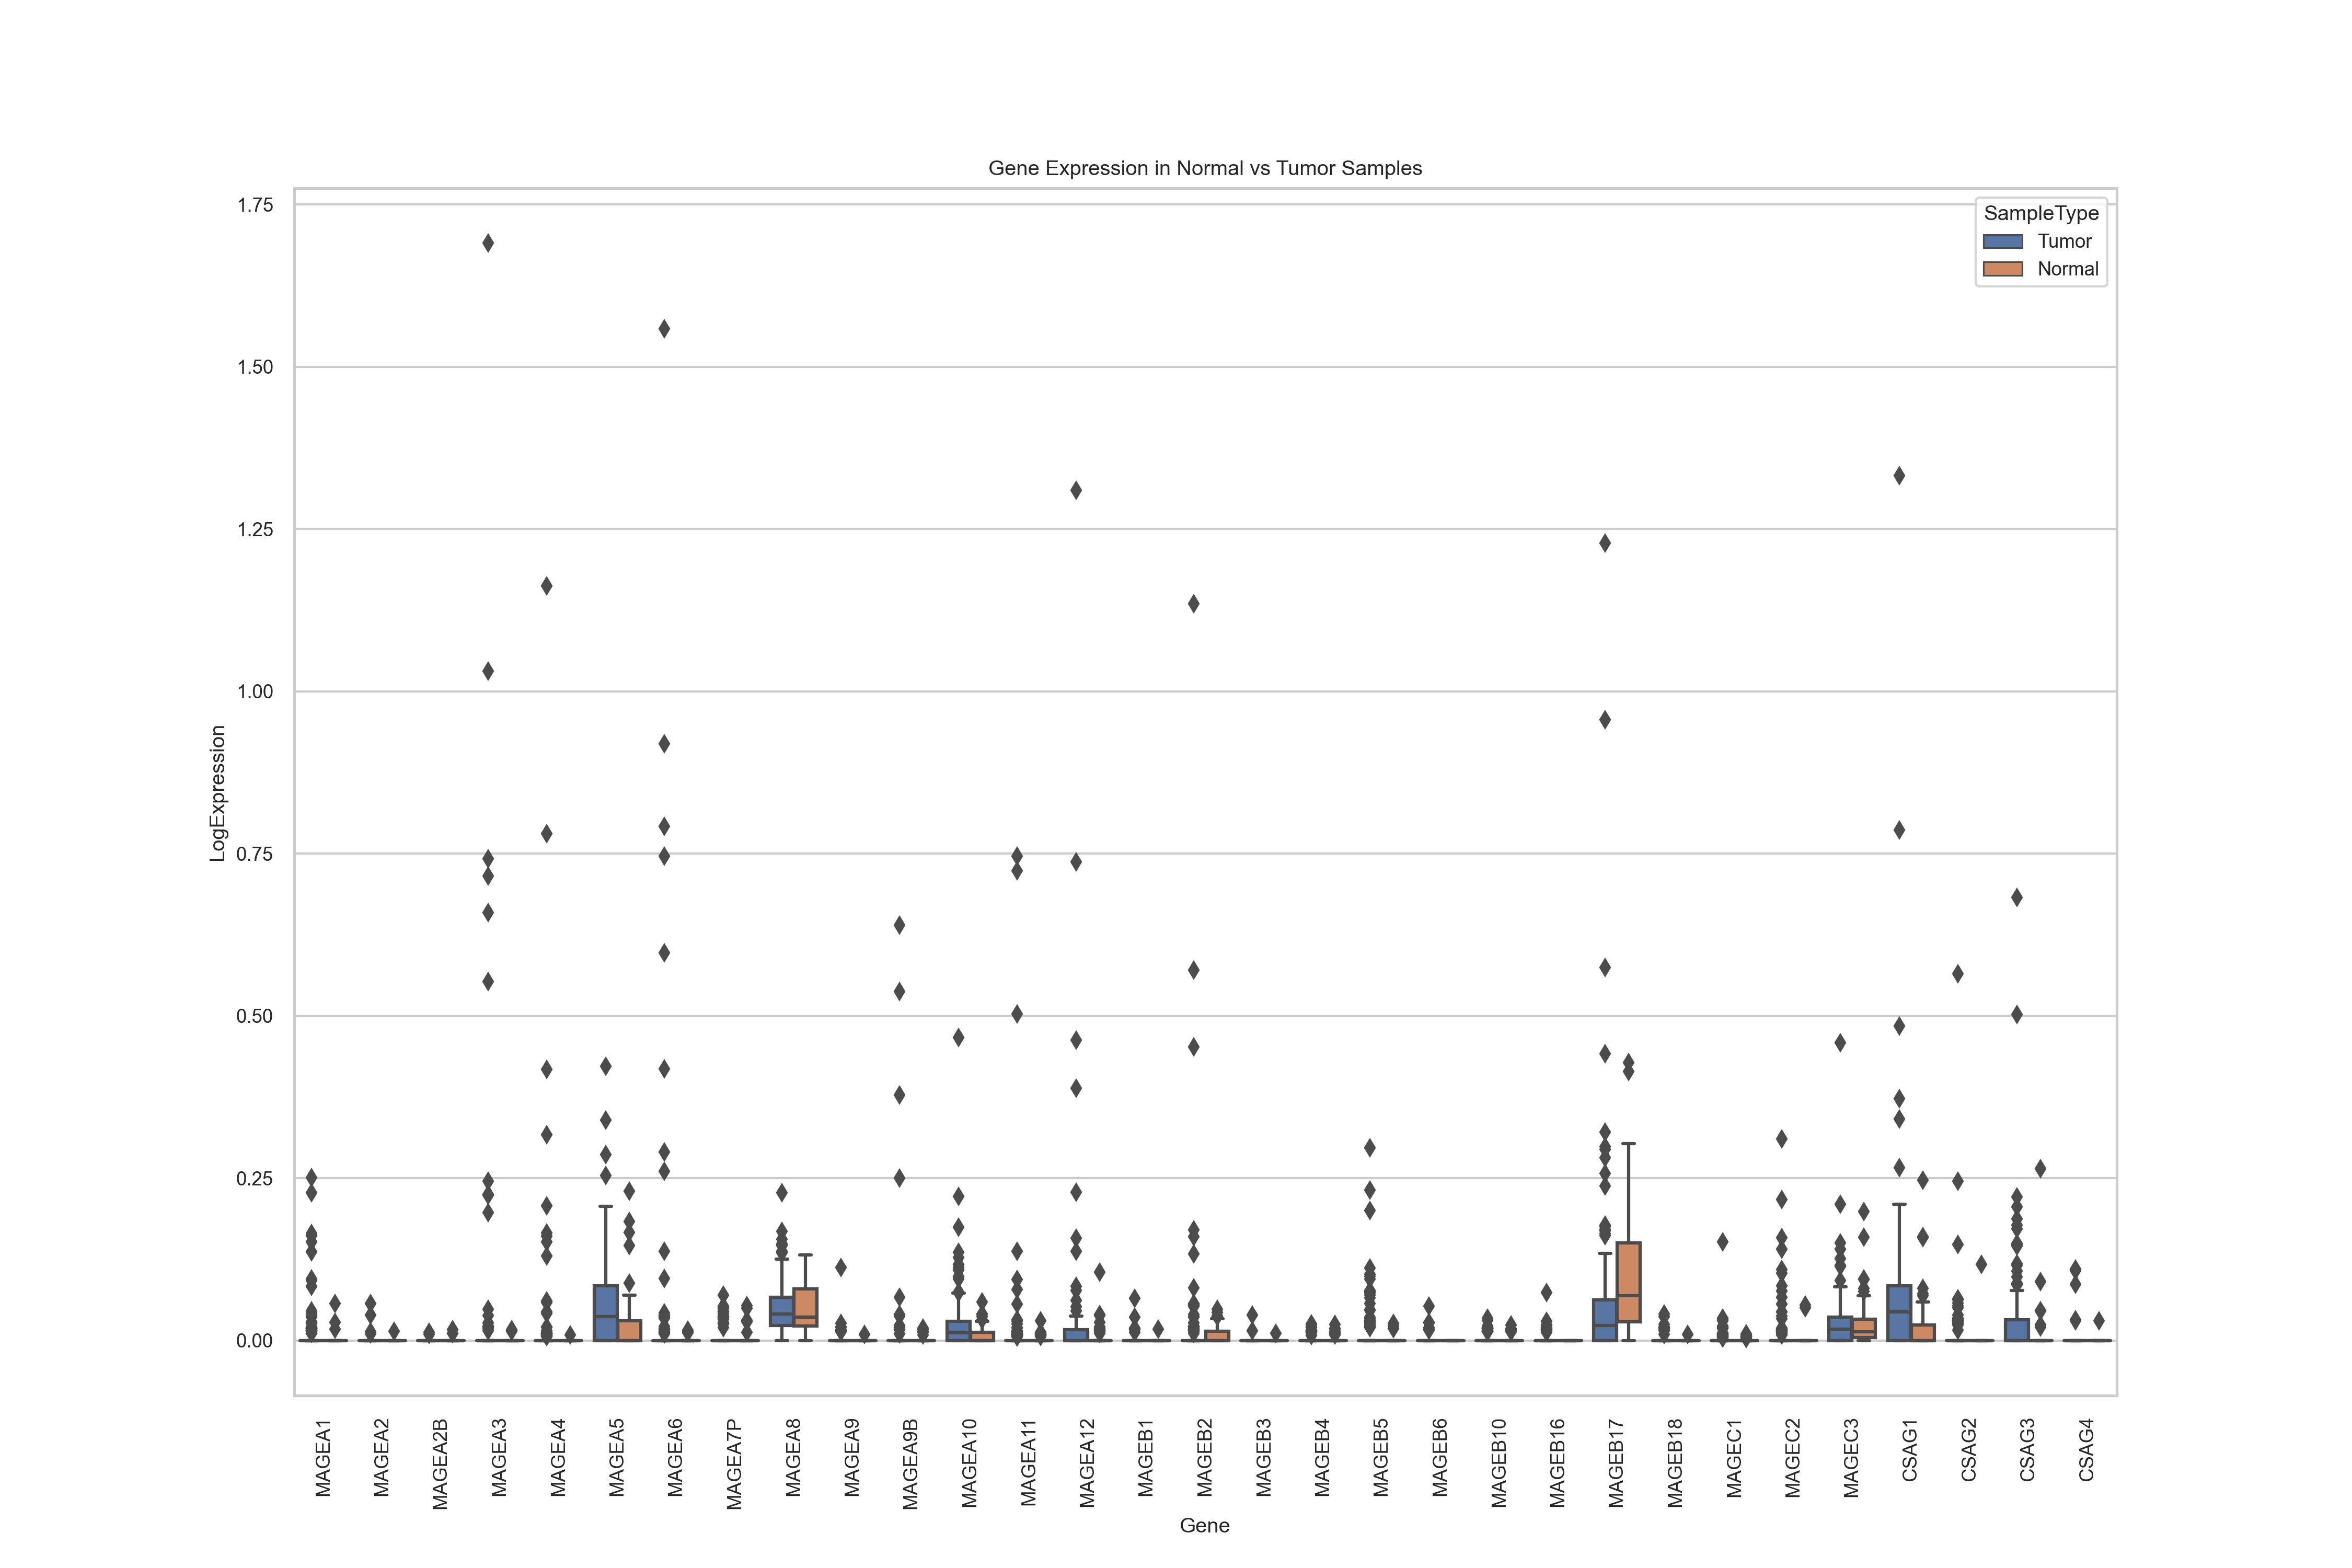 Gene Expression in Normal vs Tumor Samples
SampleType
Tumor
Normal
1.75
1.50
1.25
1.00
0.75
0.50
0.25
0.00
LogExpression
MAGEA1
MAGEA2
MAGEA2B
MAGEA3
MAGEA4
MAGEA5
MAGEA6
MAGEA7P
MAGEA8
MAGEA9
MAGEA9B
MAGEA10
MAGEA11
MAGEA12
MAGEB1
MAGEB2
MAGEB3
MAGEB4
MAGEB5
MAGEB6
MAGEB10
MAGEB16
MAGEB17
MAGEB18
MAGEC1
MAGEC2
MAGEC3
CSAG1
CSAG2
CSAG3
CSAG4
Gene